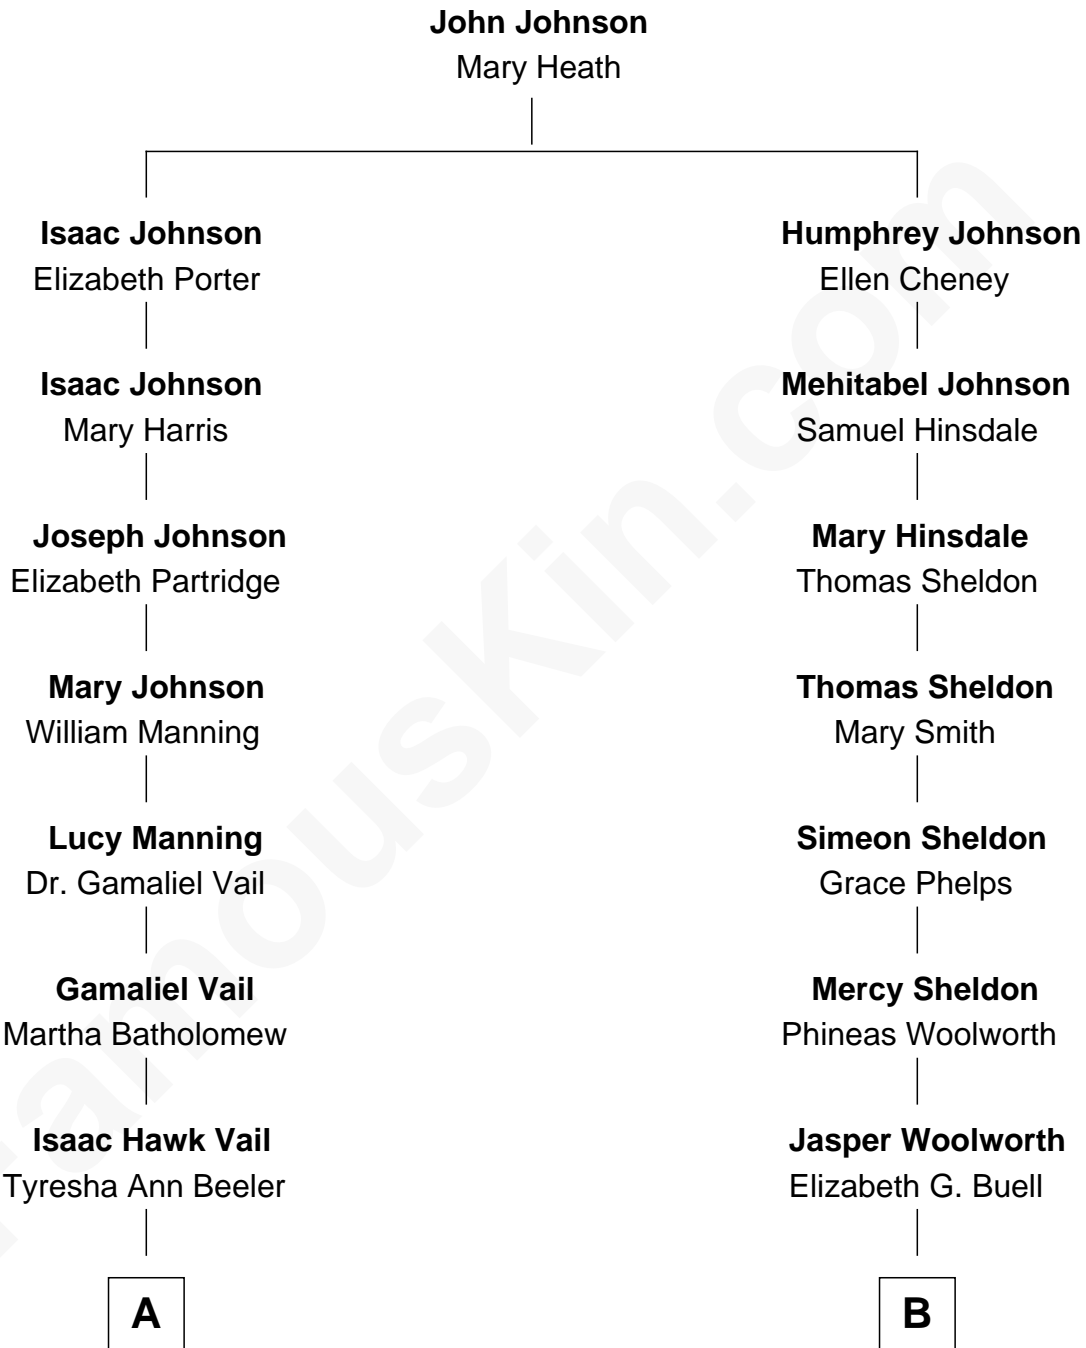 John Johnson
Mary Heath
Isaac Johnson
Elizabeth Porter
Humphrey Johnson
Ellen Cheney
Isaac Johnson
Mary Harris
Mehitabel Johnson
Samuel Hinsdale
Joseph Johnson
Elizabeth Partridge
Mary Hinsdale
Thomas Sheldon
Mary Johnson
William Manning
Thomas Sheldon
Mary Smith
Lucy Manning
Dr. Gamaliel Vail
Simeon Sheldon
Grace Phelps
Gamaliel Vail
Martha Batholomew
Mercy Sheldon
Phineas Woolworth
Isaac Hawk Vail
Tyresha Ann Beeler
Jasper Woolworth
Elizabeth G. Buell
A
B
FamousKin.com